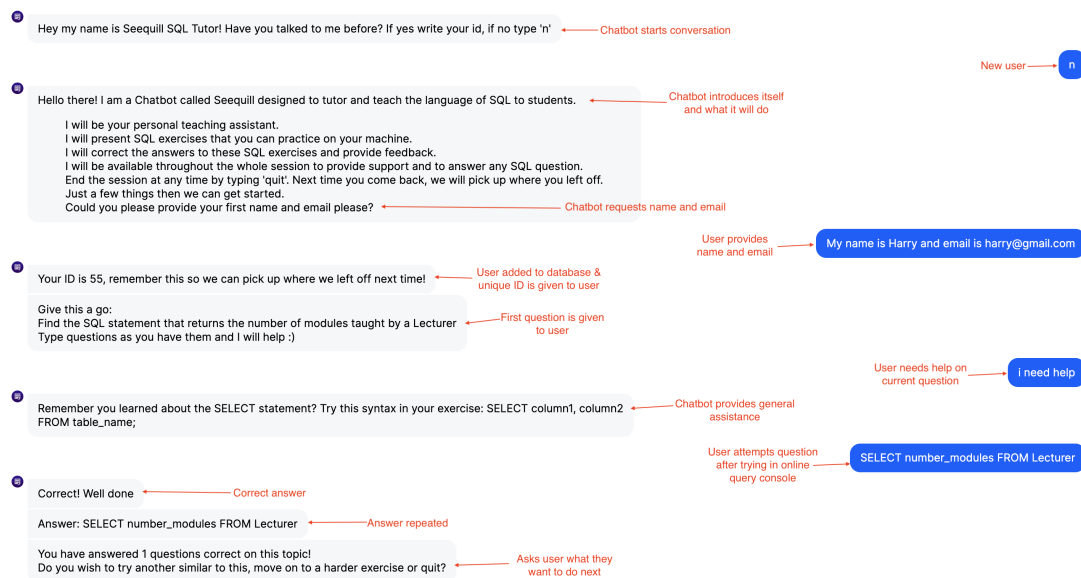 Hey my name is Seequill SQL Tutor! Have you talked to me before? If yes write your id, if no type 'n'
Chatbot starts conversation
New user
n
Hello there! I am a Chatbot called Seequill designed to tutor and teach the language of SQL to students.
Chatbot introduces itself
and what it will do
I will be your personal teaching assistant.
I will present SQL exercises that you can practice on your machine.
I will correct the answers to these SQL exercises and provide feedback.
I will be available throughout the whole session to provide support and to answer any SQL question.
End the session at any time by typing 'quit'. Next time you come back, we will pick up where you left off.
Just a few things then we can get started.
Could you please provide your first name and email please?
Chatbot requests name and email
User provides
name and email
My name is Harry and email is harry@gmail.com
Your ID is 55, remember this so we can pick up where we left off next time!
User added to database &
unique ID is given to user
Give this a go:
Find the SQL statement that returns the number of modules taught by a Lecturer
Type questions as you have them and I will help :)
First question is given
to user
User needs help on
current question
i need help
Remember you learned about the SELECT statement? Try this syntax in your exercise: SELECT column1, column2
FROM table_name;
Chatbot provides general
assistance
User attempts question
after trying in online
query console
SELECT number_modules FROM Lecturer
Correct! Well done
Correct answer
Answer: SELECT number_modules FROM Lecturer
Answer repeated
You have answered 1 questions correct on this topic!
Do you wish to try another similar to this, move on to a harder exercise or quit?
Asks user what they
want to do next